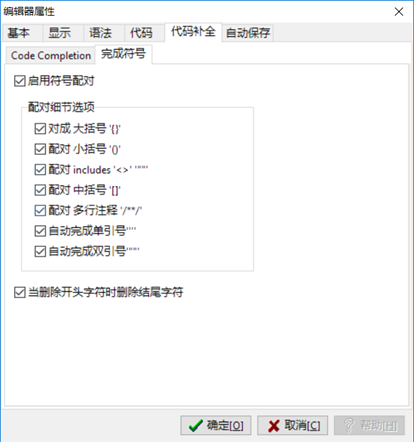 编辑器属性
基本 显示 语法 代码 代码补全 自动保存
Code Completion 完成符号
启用符号配对
配对细节选项
对成 大括号 '{}'
配对 小括号 '()'
配对 includes '<>' '""'
配对 中括号 '[]'
配对 多行注释 '/**/'
自动完成单引号''''
自动完成双引号'""'
当删除开头字符时删除结尾字符
确定[O] 取消[C] 帮助[H]